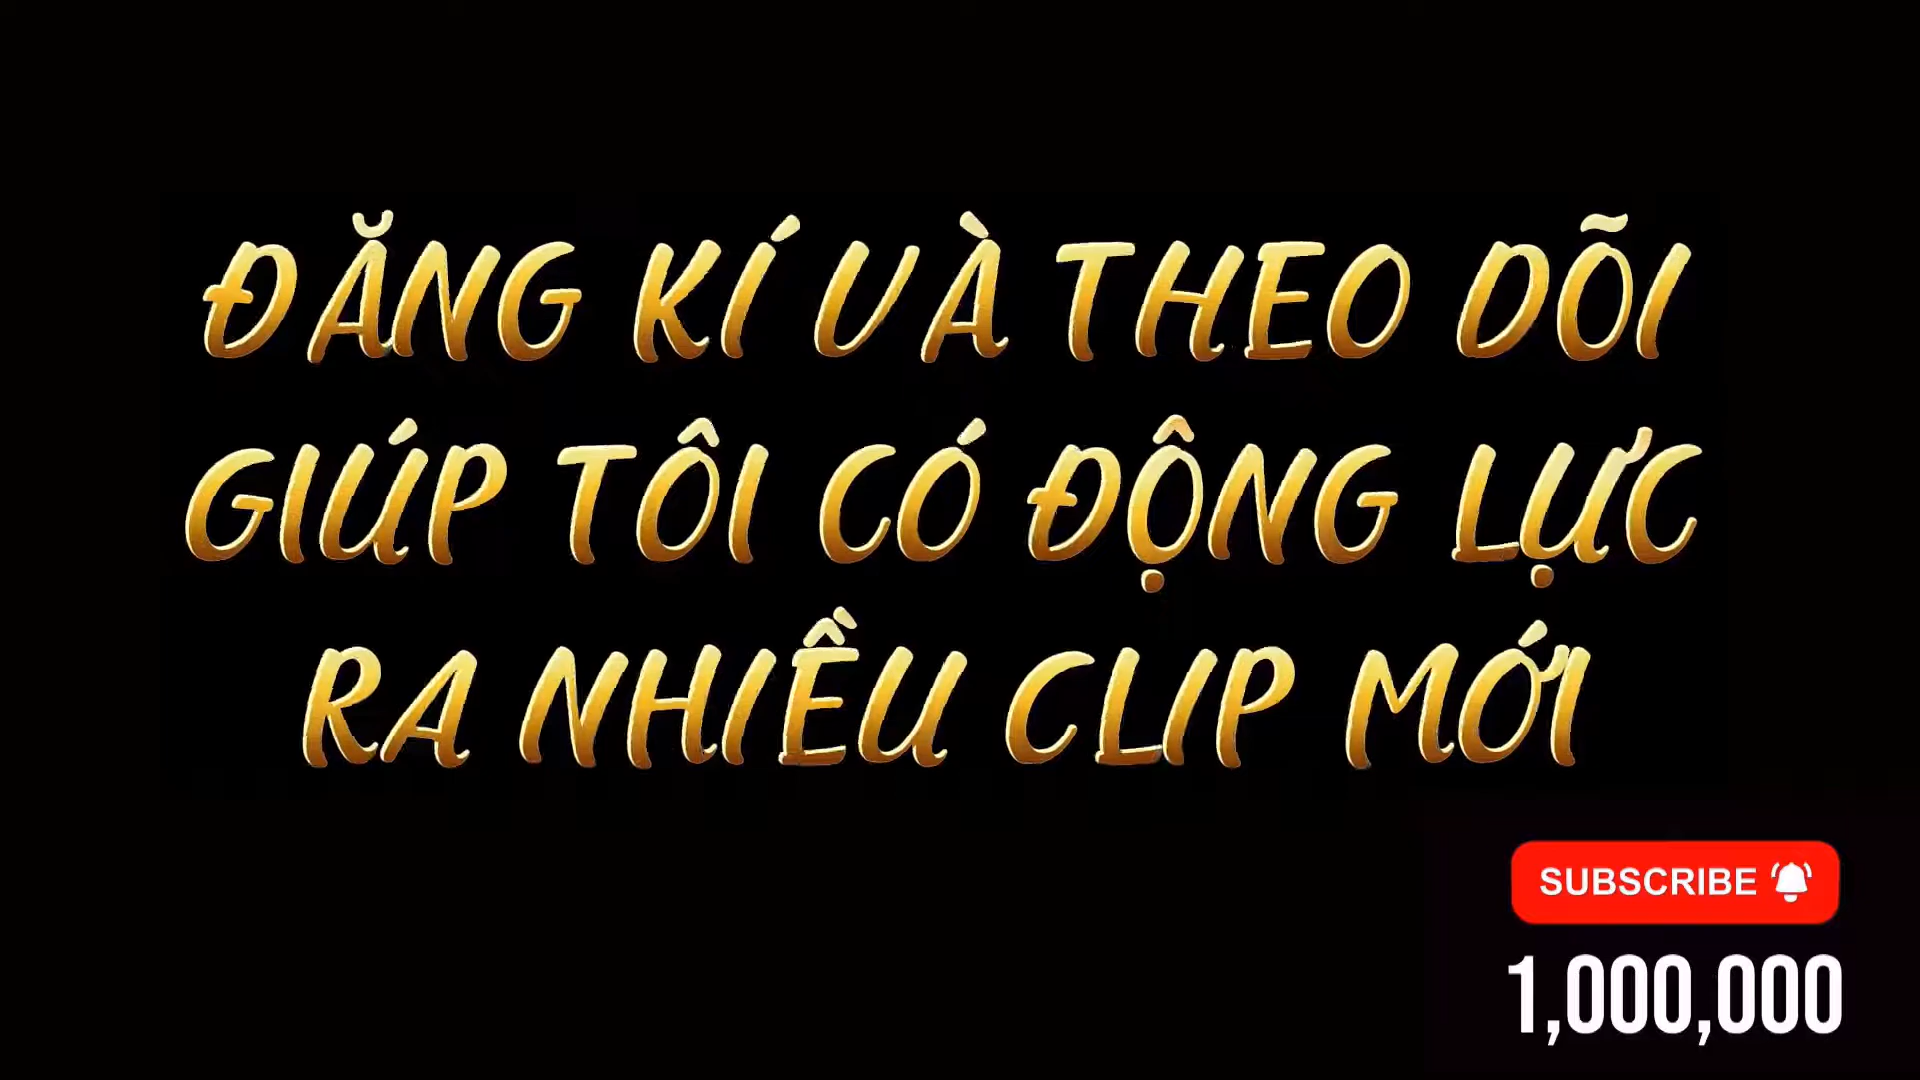 ĐĂNG KÍ VÀ THEO DÕI
GIÚP TÔI CÓ ĐỘNG LỰC
RA NHIỀU CLIP MỚI
SUBSCRIBE
1,000,000